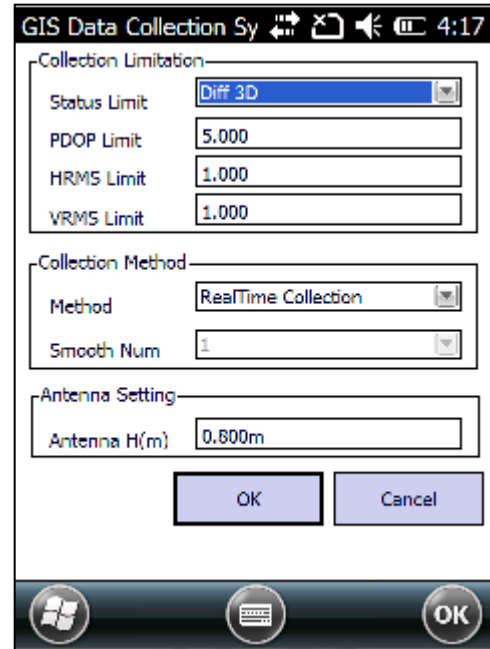 GIS Data Collection Sy 4:17
Collection Limitation
Status Limit Diff 3D
PDOP Limit 5.000
HRMS Limit 1.000
VRMS Limit 1.000
Collection Method
Method RealTime Collection
Smooth Num 1
Antenna Setting
Antenna H(m) 0.800m
OK Cancel
OK